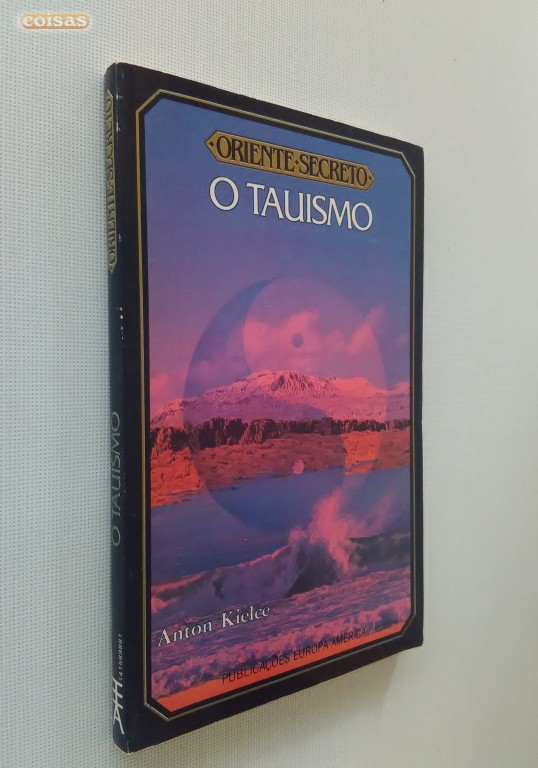 coisas
ORIENTE·SECRETO
O TAUISMO
Anton Kielce
PUBLICAÇÕES EUROPA-AMÉRICA
ORIENTE·SECRETO
O TAUISMO